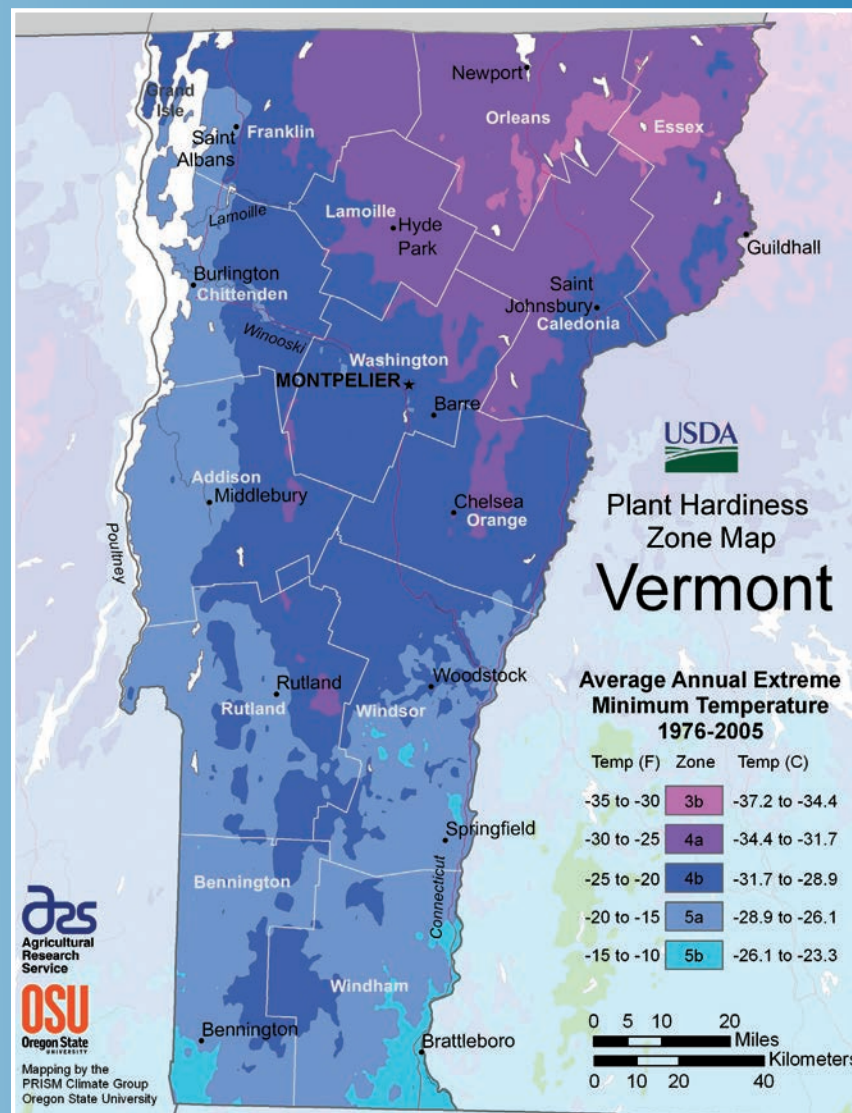 Grand
Isle
Saint
Albans
Franklin
Newport
Orleans
Essex
Lamoille
Lamoille
Hyde
Park
Guildhall
Burlington
Chittenden
Saint
Johnsbury
Caledonia
Winooski
Washington
MONTPELIER
Barre
Addison
Middlebury
Chelsea
Orange
Poultney
Rutland
Rutland
Woodstock
Windsor
Springfield
Connecticut
Bennington
Windham
Bennington
Brattleboro
USDA
Plant Hardiness
Zone Map
Vermont
Average Annual Extreme
Minimum Temperature
1976-2005
Temp (F) Zone Temp (C)
-35 to -30 3b -37.2 to -34.4
-30 to -25 4a -34.4 to -31.7
-25 to -20 4b -31.7 to -28.9
-20 to -15 5a -28.9 to -26.1
-15 to -10 5b -26.1 to -23.3
0 5 10 20
Miles
Kilometers
0 10 20 40
ars
Agricultural
Research
Service
OSU
Oregon State
UNIVERSITY
Mapping by the
PRISM Climate Group
Oregon State University